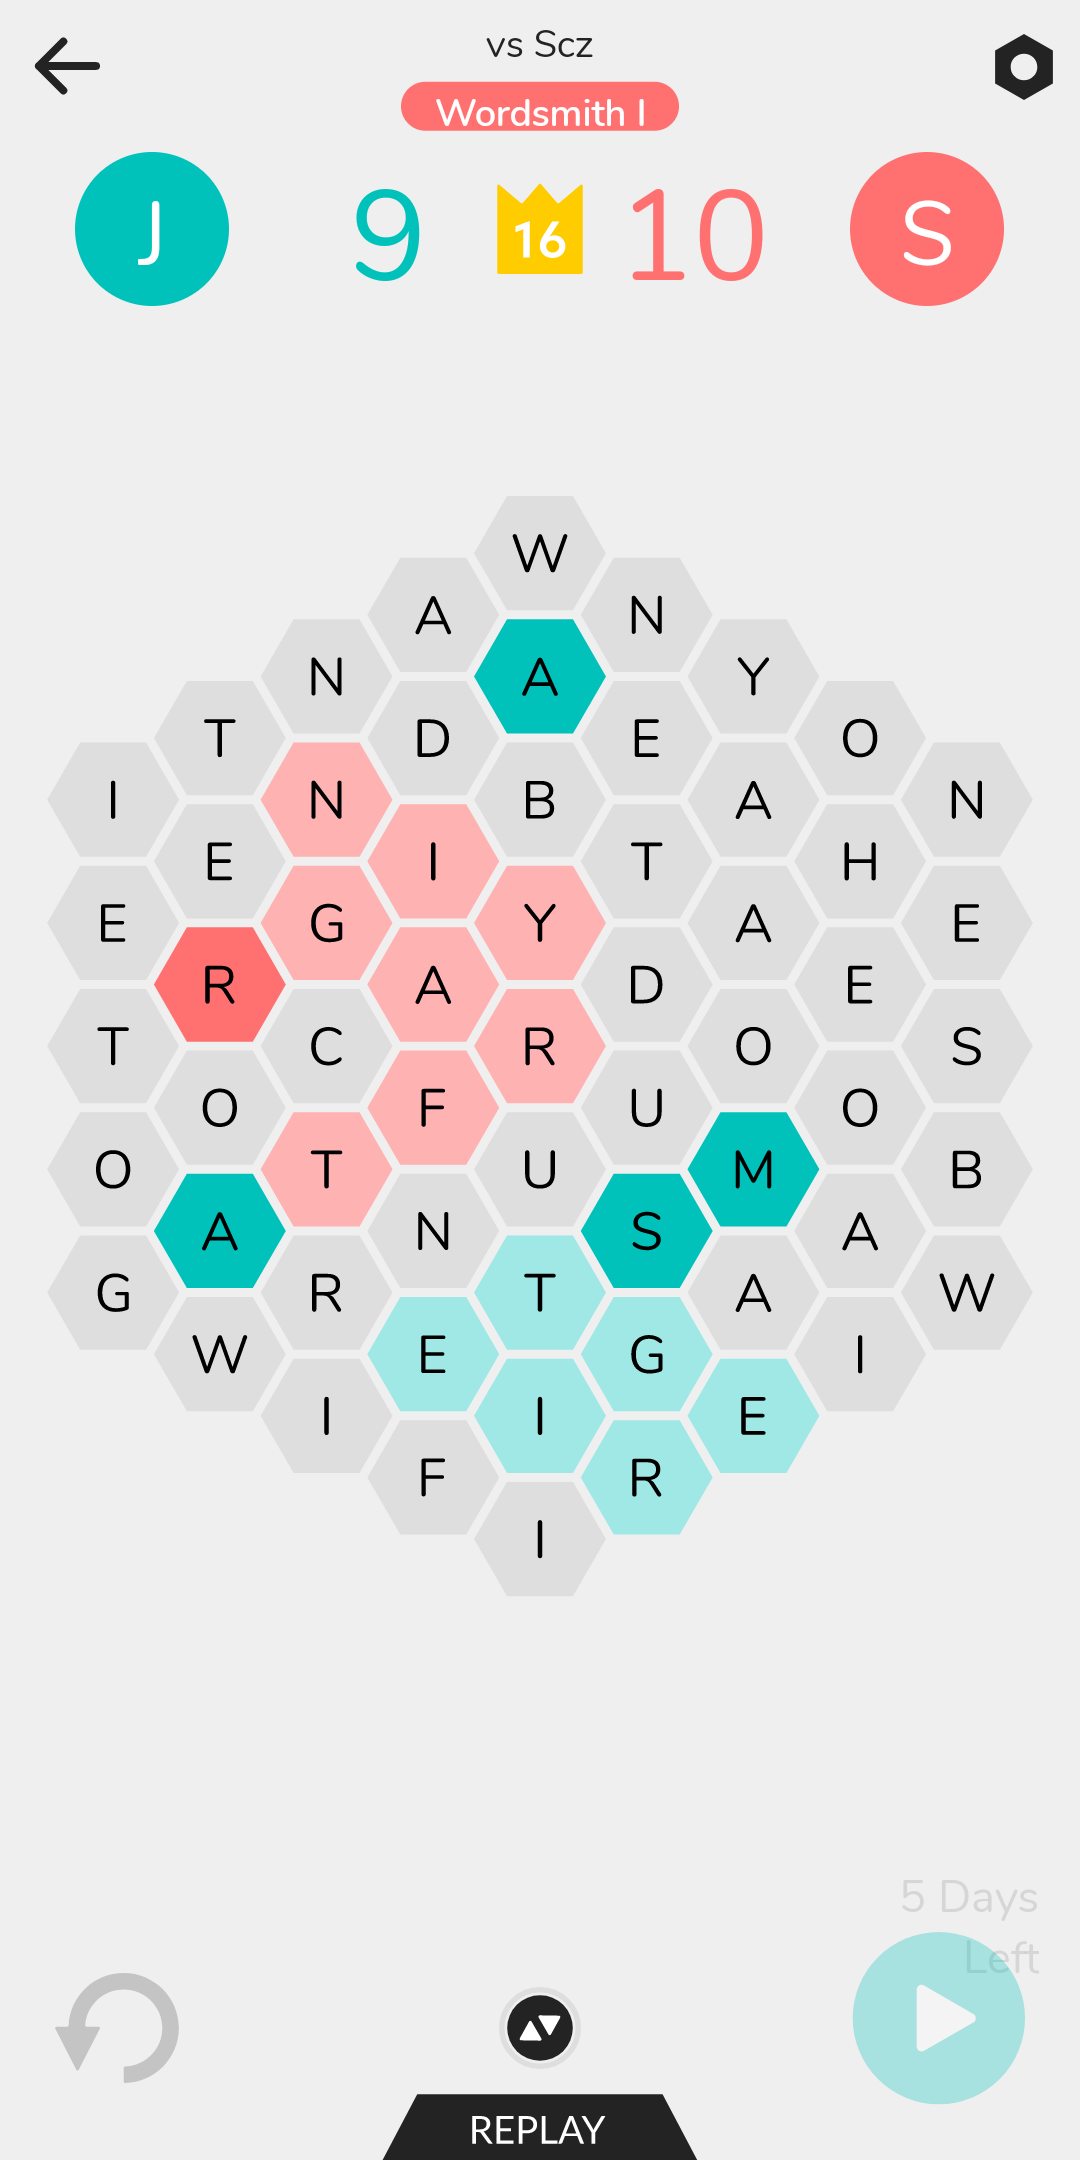 vs Scz
Wordsmith I
J 9 16 10 S
W
A N
N A Y
T D E O
I N B A N
E I T H
E G Y A E
R A D E
T C R O S
O F U O
O T U M B
A N S A
G R T A W
W E G I
I I E
F R
I
5 Days
Left
REPLAY